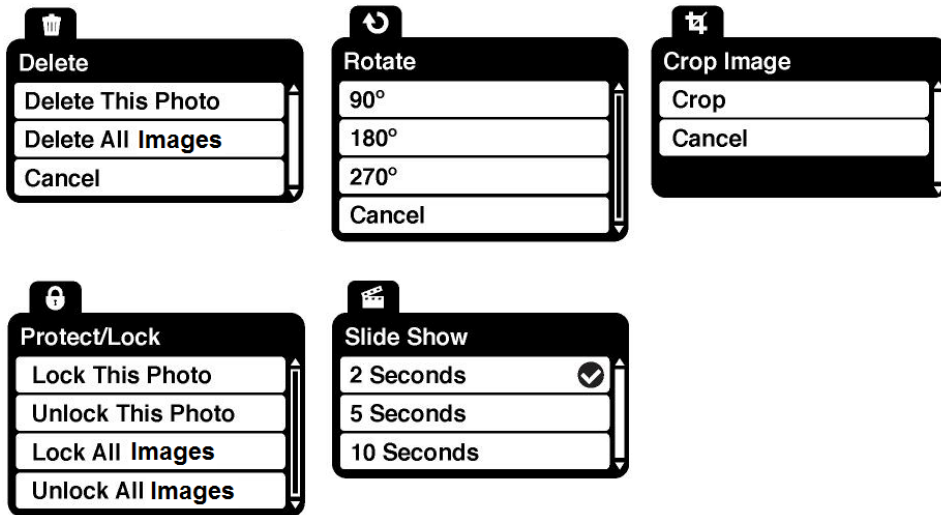 Delete
Delete This Photo
Delete All Images
Cancel
Rotate
90°
180°
270°
Cancel
Crop Image
Crop
Cancel
Protect/Lock
Lock This Photo
Unlock This Photo
Lock All Images
Unlock All Images
Slide Show
2 Seconds
5 Seconds
10 Seconds